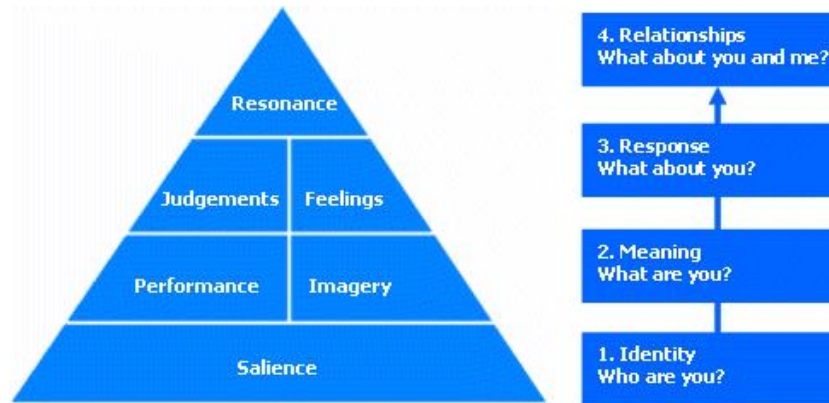 Resonance
Judgements
Feelings
Performance
Imagery
Salience
4. Relationships
What about you and me?
3. Response
What about you?
2. Meaning
What are you?
1. Identity
Who are you?